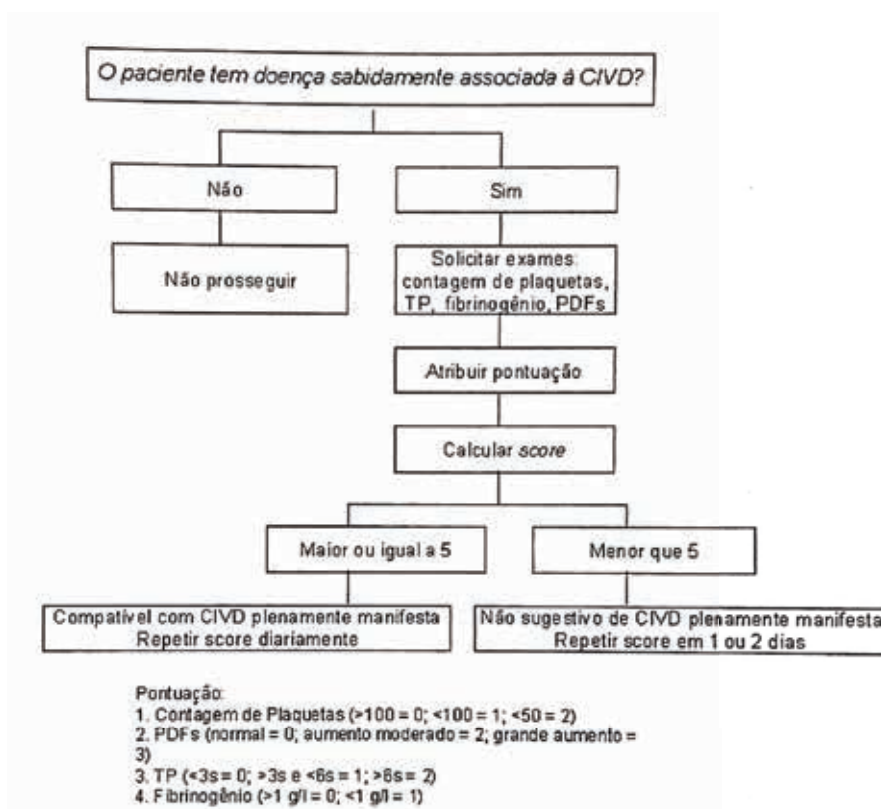 O paciente tem doença sabidamente associada à CIVD?
Não
Sim
Não prosseguir
Solicitar exames:
contagem de plaquetas,
TP, fibrinogênio, PDFs
Atribuir pontuação
Calcular score
Maior ou igual a 5
Menor que 5
Compatível com CIVD plenamente manifesta
Repetir score diariamente
Não sugestivo de CIVD plenamente manifesta
Repetir score em 1 ou 2 dias
Pontuação:
1. Contagem de Plaquetas (>100 = 0; <100 = 1; <50 = 2)
2. PDFs (normal = 0; aumento moderado = 2; grande aumento =
3)
3. TP (<3s = 0; >3s e <6s = 1; >6s = 2)
4. Fibrinogênio (>1 g/l = 0; <1 g/l = 1)